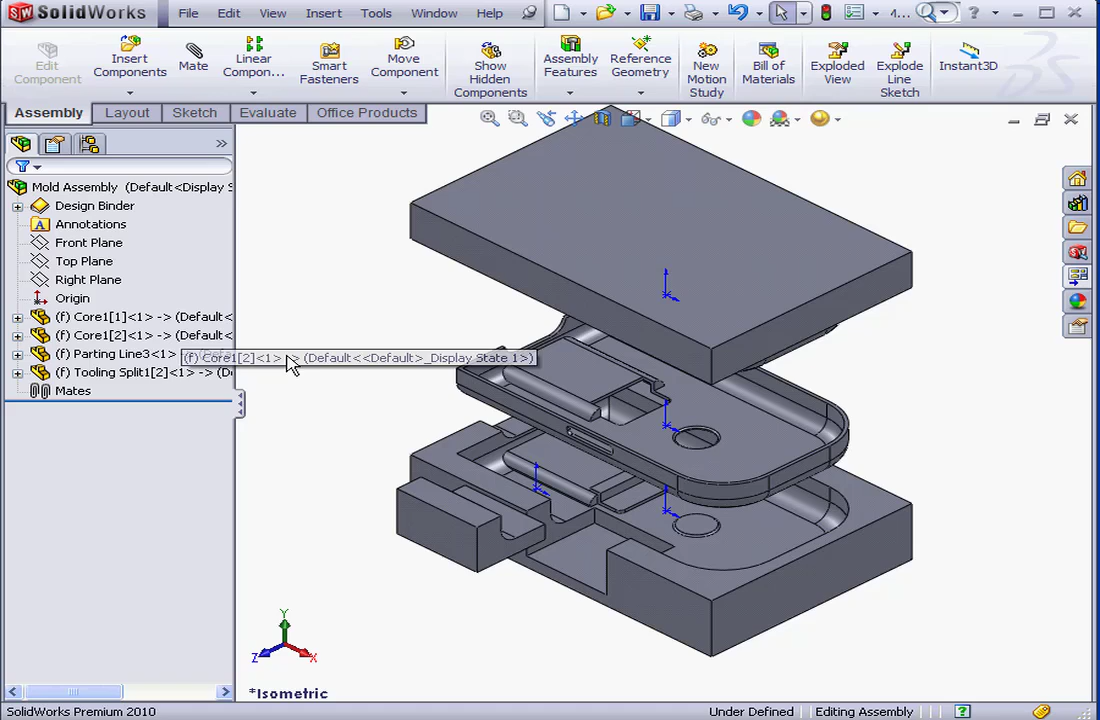 SolidWorks File Edit View Insert Tools Window Help 4...
Edit Component
Insert Components
Mate
Linear Compon...
Smart Fasteners
Move Component
Show Hidden Components
Assembly Features
Reference Geometry
New Motion Study
Bill of Materials
Exploded View
Explode Line Sketch
Instant3D
Assembly Layout Sketch Evaluate Office Products
Mold Assembly (Default<Display S
Design Binder
Annotations
Front Plane
Top Plane
Right Plane
Origin
(f) Core1[1]<1> -> (Default<
(f) Core1[2]<1> -> (Default<
(f) Parting Line3<1>
(f) Core1[2]<1> -> (Default<<Default>_Display State 1>)
(f) Tooling Split1[2]<1> -> (De
Mates
Y
Z X
*Isometric
SolidWorks Premium 2010 Under Defined Editing Assembly